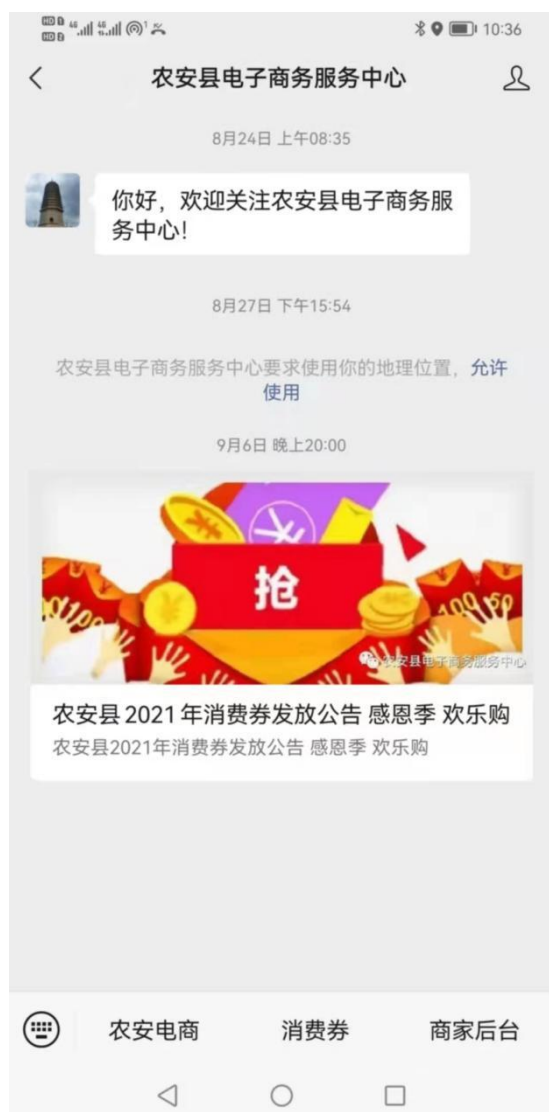 10:36
农安县电子商务服务中心
8月24日 上午08:35
你好，欢迎关注农安县电子商务服
务中心!
8月27日 下午15:54
农安县电子商务服务中心要求使用你的地理位置，允许
使用
9月6日 晚上20:00
抢
农安县电子商务服务中心
农安县2021年消费券发放公告 感恩季 欢乐购
农安县2021年消费券发放公告 感恩季 欢乐购
农安电商 消费券 商家后台